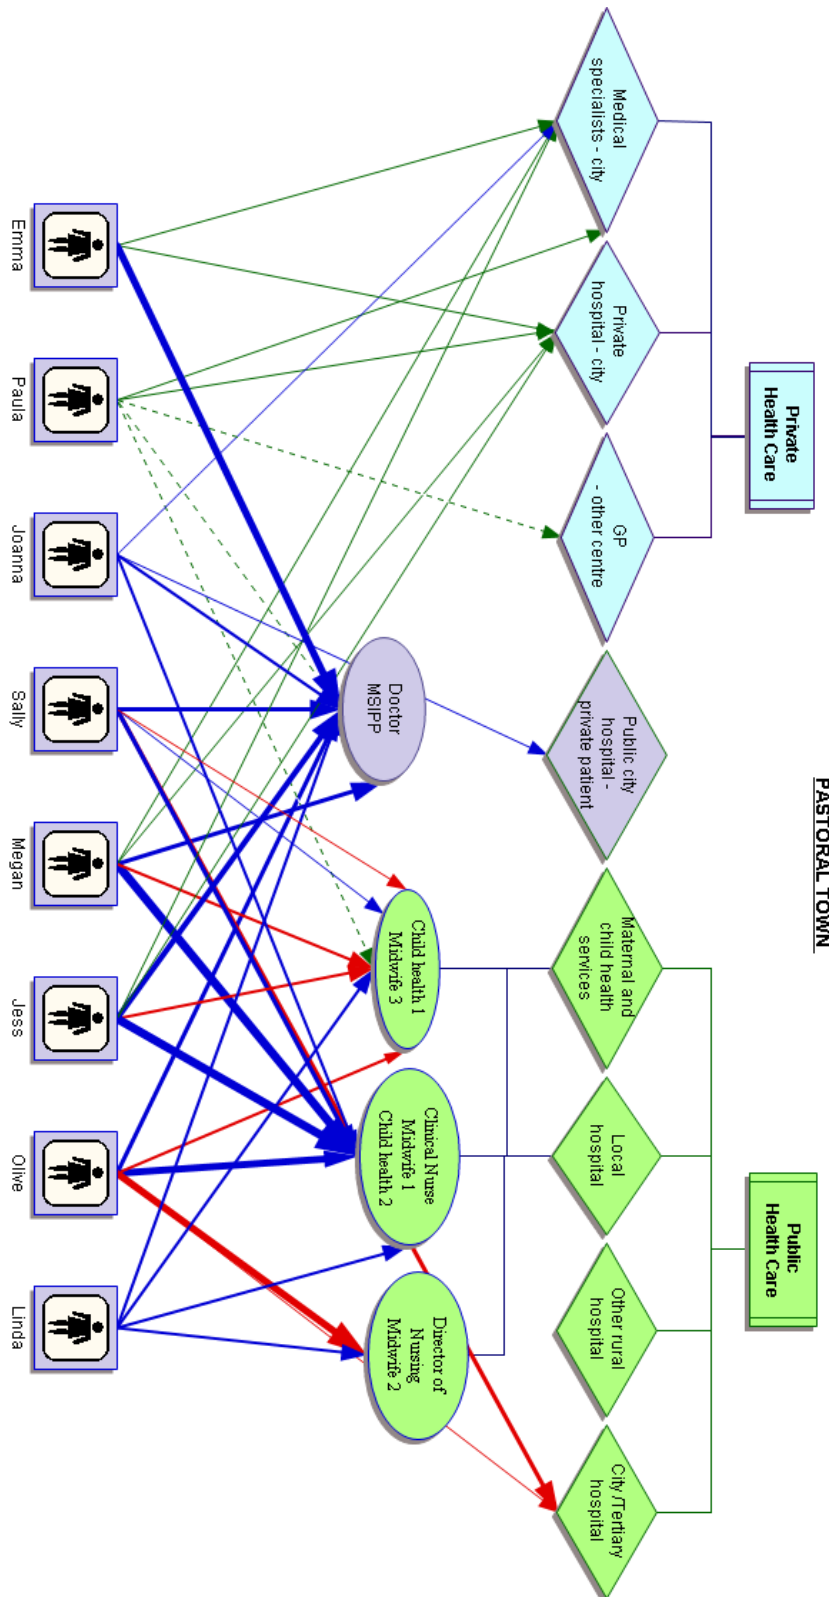 PASTORAL TOWN
Private
Health Care
Public
Health Care
Medical
specialists - city
Private
hospital - city
GP
- other centre
Public city
hospital -
private patient
Maternal and
child health
services
Local
hospital
Other rural
hospital
City /Tertiary
hospital
Doctor
MSIPP
Child health 1
Midwife 3
Clinical Nurse
Midwife 1
Child health 2
Director of
Nursing
Midwife 2
Emma
Paula
Joanna
Sally
Megan
Jess
Olive
Linda